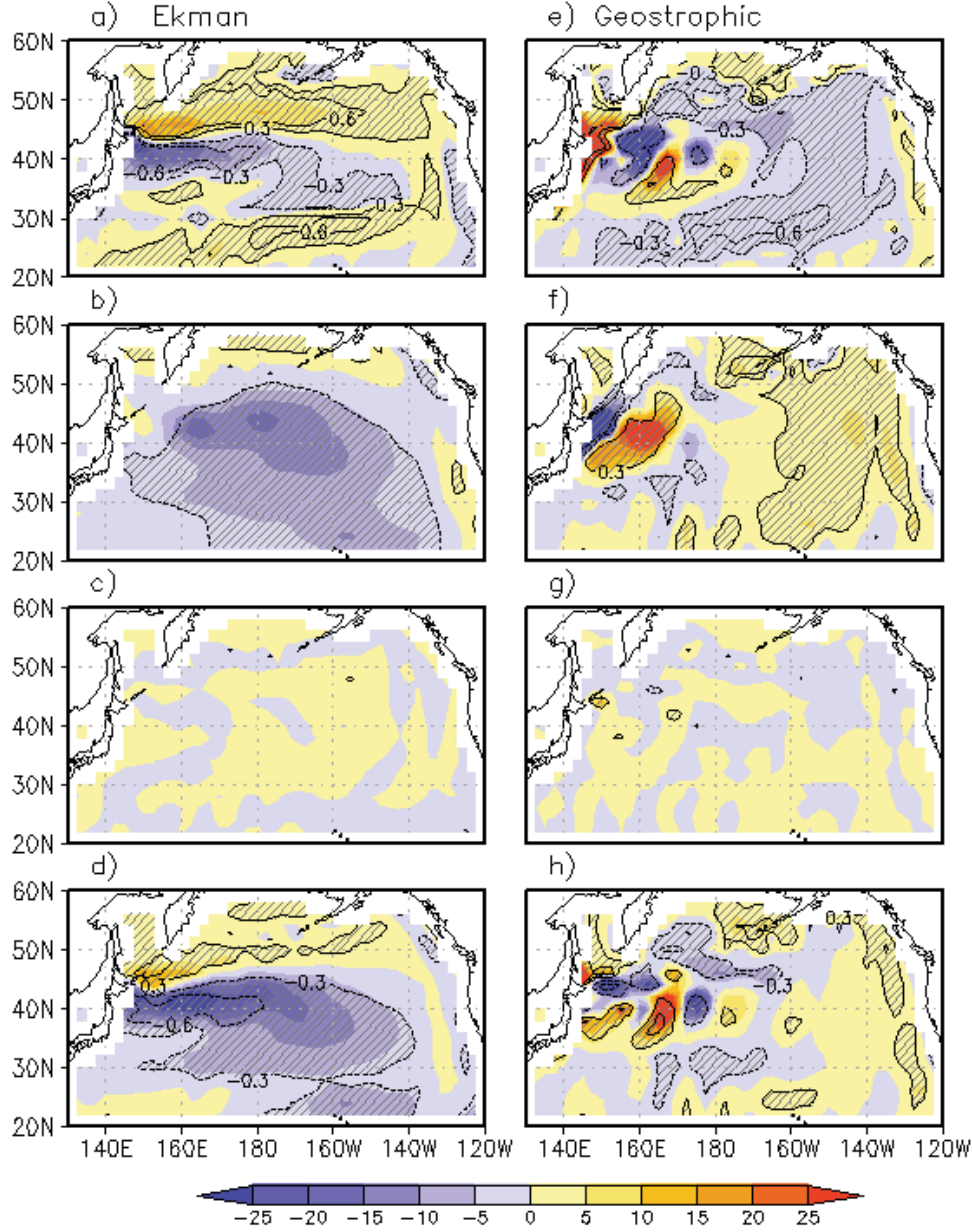 a) Ekman
e) Geostrophic
60N
50N
40N
30N
20N
0.6
-0.3
-0.6
-0.3
-0.3
-0.3
-0.6
-0.3
-0.3
-0.6
b)
f)
60N
50N
40N
30N
20N
0.3
c)
g)
60N
50N
40N
30N
20N
d)
h)
60N
50N
40N
30N
20N
0.3
-0.3
-0.6
-0.3
0.3
-0.3
140E 160E 180 160W 140W 120W
140E 160E 180 160W 140W 120W
-25 -20 -15 -10 -5 0 5 10 15 20 25